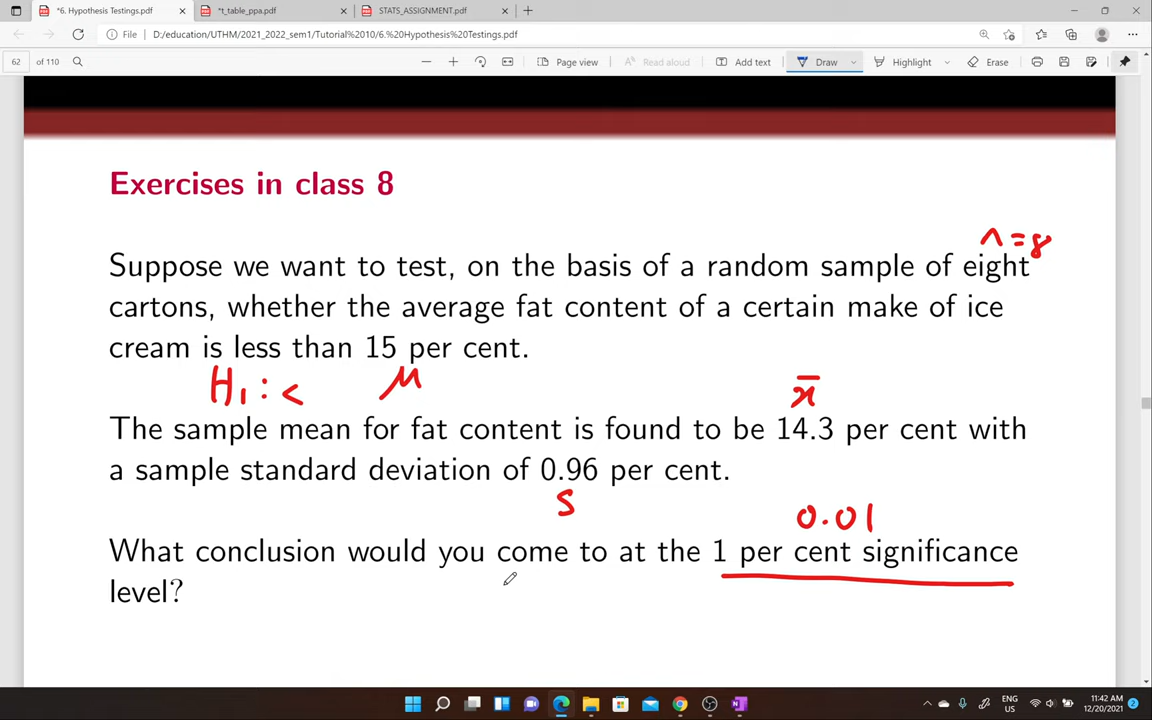 *6. Hypothesis Testings.pdf
*t_table_ppa.pdf
STATS_ASSIGNMENT.pdf
File D:/education/UTHM/2021_2022_sem1/Tutorial%2010/6.%20Hypothesis%20Testings.pdf
62 of 110 Page view Read aloud Add text Draw Highlight Erase
Exercises in class 8
n = 8
Suppose we want to test, on the basis of a random sample of eight
cartons, whether the average fat content of a certain make of ice
cream is less than 15 per cent.
H1 : < μ x̄
The sample mean for fat content is found to be 14.3 per cent with
a sample standard deviation of 0.96 per cent.
s 0.01
What conclusion would you come to at the 1 per cent significance
level?
ENG
US
11:42 AM
12/20/2021
2